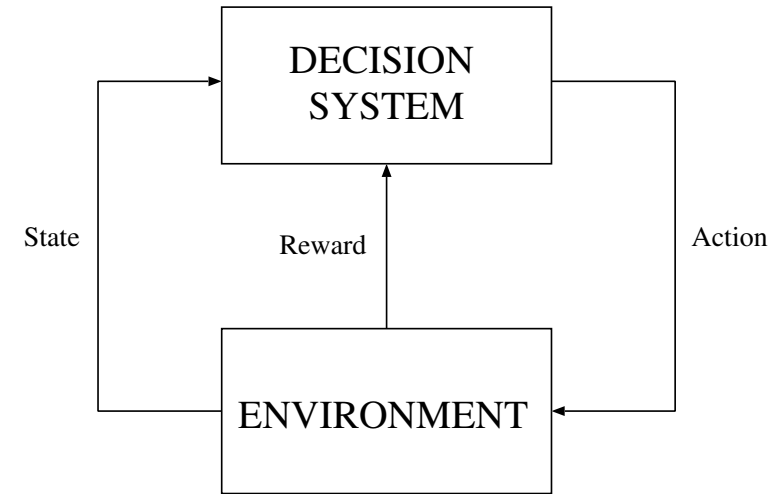 DECISION
SYSTEM
State
Reward
Action
ENVIRONMENT